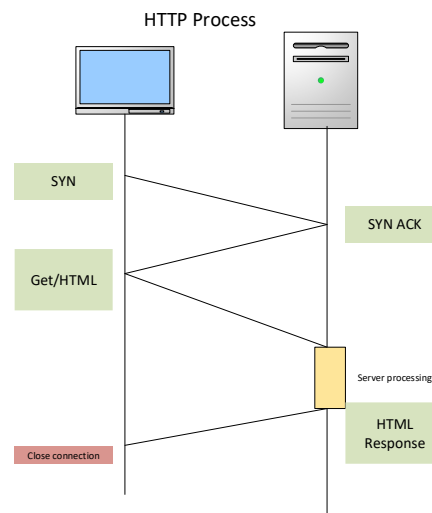 HTTP Process
SYN
SYN ACK
Get/HTML
Server processing
HTML
Response
Close connection